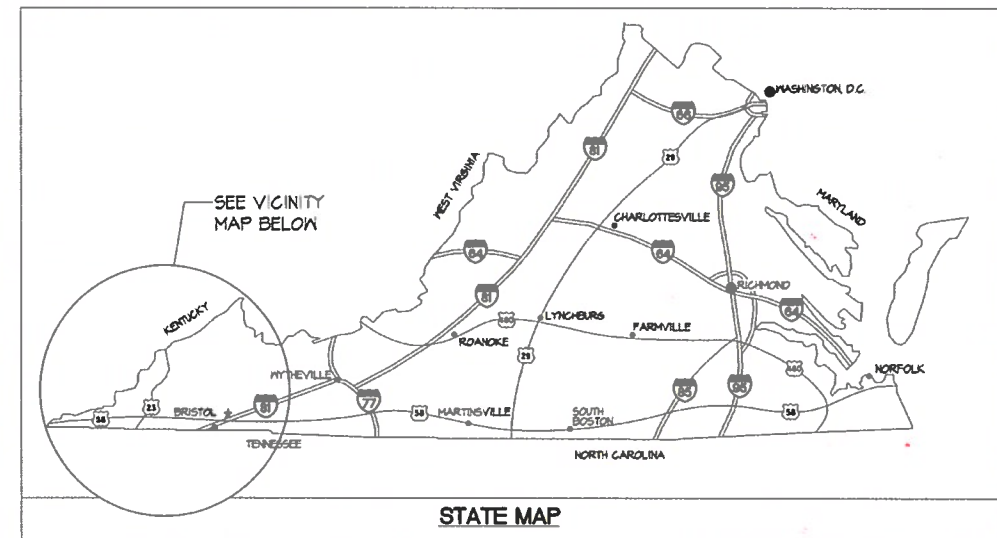 WASHINGTON, D.C.
66
81
29
WEST VIRGINIA
95
MARYLAND
SEE VICINITY
MAP BELOW
CHARLOTTESVILLE
64
64
RICHMOND
81
64
KENTUCKY
460
LYNCHBURG
FARMVILLE
ROANOKE
29
460
NORFOLK
WYTHEVILLE
77
85
95
58
23
BRISTOL
81
58
MARTINSVILLE
SOUTH
BOSTON
58
TENNESSEE
NORTH CAROLINA
STATE MAP